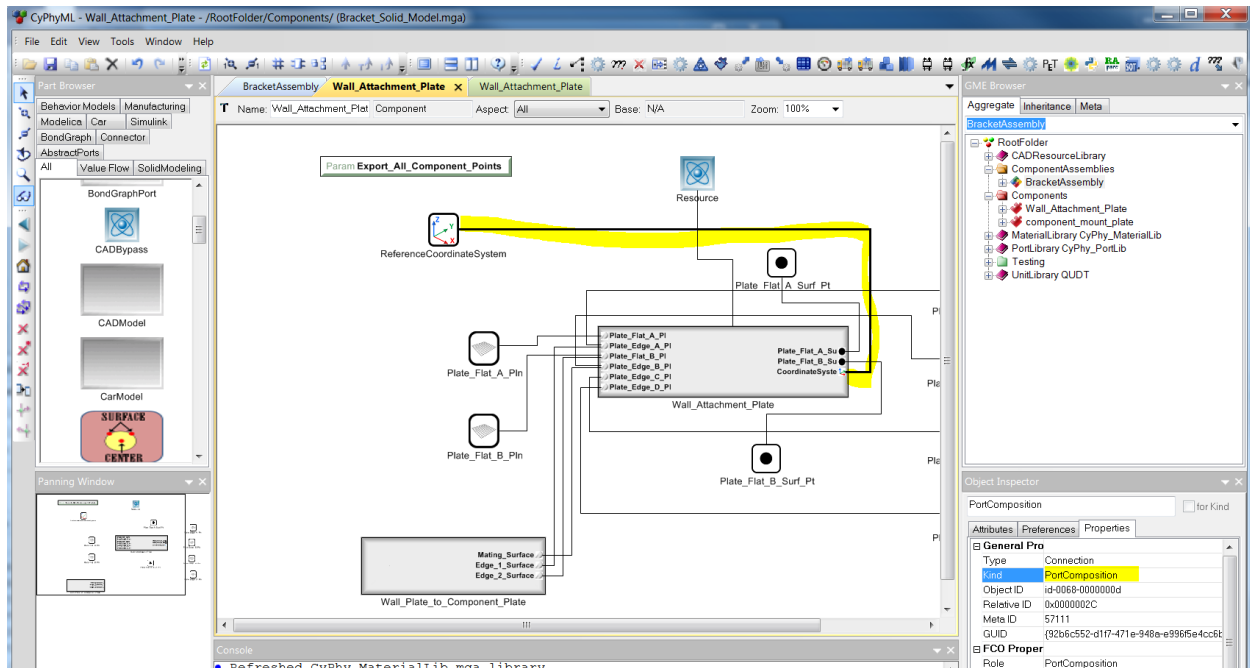 CyPhyML - Wall_Attachment_Plate - /RootFolder/Components/ (Bracket_Solid_Model.mga)
File Edit View Tools Window Help
Part Browser
Behavior Models Manufacturing
Modelica Car Simulink
BondGraph Connector
AbstractPorts
All Value Flow SolidModeling
BondGraphPort
CADBypass
CADModel
CarModel
SURFACE
CENTER
Panning Window
BracketAssembly Wall_Attachment_Plate Wall_Attachment_Plate
Name: Wall_Attachment_Plat Component Aspect: All Base: N/A Zoom: 100%
Param Export_All_Component_Points
Resource
ReferenceCoordinateSystem
Plate_Flat_A_Surf_Pt
Pl
Plate_Flat_A_Pl
Plate_Edge_A_Pl
Plate_Flat_B_Pl
Plate_Edge_B_Pl
Plate_Edge_C_Pl
Plate_Edge_D_Pl
Plate_Flat_A_Su
Plate_Flat_B_Su
CoordinateSyste
Plate_Flat_A_Pln
Pla
Wall_Attachment_Plate
Plate_Flat_B_Pln
Pla
Plate_Flat_B_Surf_Pt
Pl
Mating_Surface
Edge_1_Surface
Edge_2_Surface
Wall_Plate_to_Component_Plate
Console
Refreshed CyPhy_MaterialLib.mga library
GME Browser
Aggregate Inheritance Meta
BracketAssembly
RootFolder
CADResourceLibrary
ComponentAssemblies
BracketAssembly
Components
Wall_Attachment_Plate
component_mount_plate
MaterialLibrary CyPhy_MaterialLib
PortLibrary CyPhy_PortLib
Testing
UnitLibrary QUDT
Object Inspector
PortComposition for Kind
Attributes Preferences Properties
General Pro
Type Connection
Kind PortComposition
Object ID id-0068-0000000d
Relative ID 0x0000002C
Meta ID 57111
GUID {92b6c552-d1f7-471e-948a-e996f5e4cc6b
FCO Proper
Role PortComposition